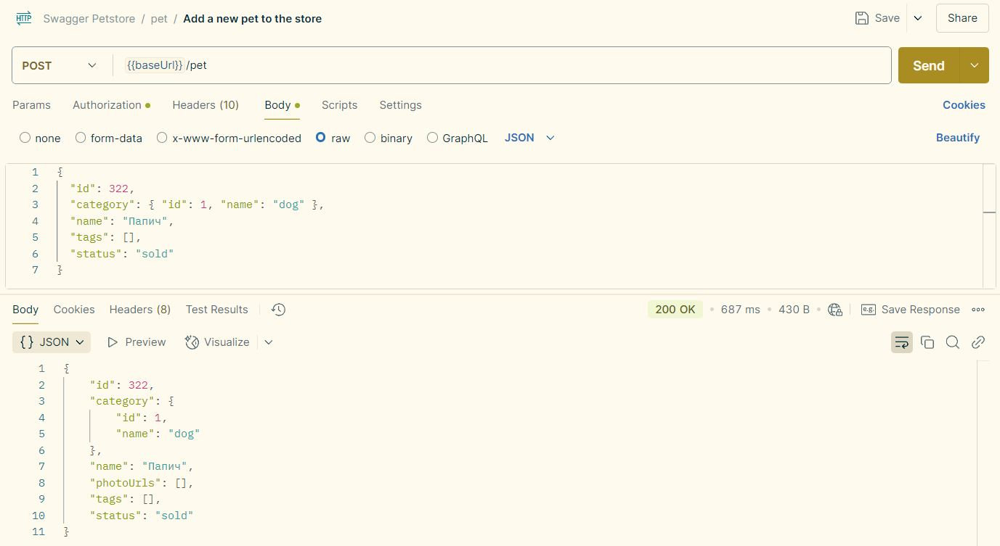 HTTP Swagger Petstore / pet / Add a new pet to the store Save Share
POST {{baseUrl}}/pet Send
Params Authorization Headers (10) Body Scripts Settings Cookies
none form-data x-www-form-urlencoded raw binary GraphQL JSON Beautify
1 {
2 "id": 322,
3 "category": { "id": 1, "name": "dog" },
4 "name": "Папич",
5 "tags": [],
6 "status": "sold"
7 }
Body Cookies Headers (8) Test Results 200 OK • 687 ms • 430 B • e.g. Save Response
{} JSON Preview Visualize
1 {
2 "id": 322,
3 "category": {
4 "id": 1,
5 "name": "dog"
6 },
7 "name": "Папич",
8 "photoUrls": [],
9 "tags": [],
10 "status": "sold"
11 }